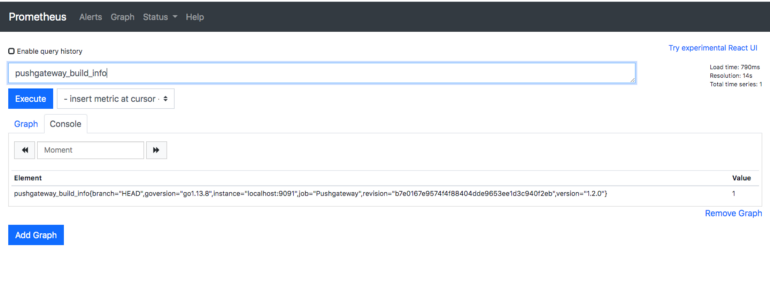 Prometheus Alerts Graph Status Help
Enable query history
Try experimental React UI
pushgateway_build_info
Load time: 790ms
Resolution: 14s
Total time series: 1
Execute - insert metric at cursor -
Graph Console
Moment
Element Value
pushgateway_build_info{branch="HEAD",goversion="go1.13.8",instance="localhost:9091",job="Pushgateway",revision="b7e0167e9574f4f88404dde9653ee1d3c940f2eb",version="1.2.0"} 1
Remove Graph
Add Graph